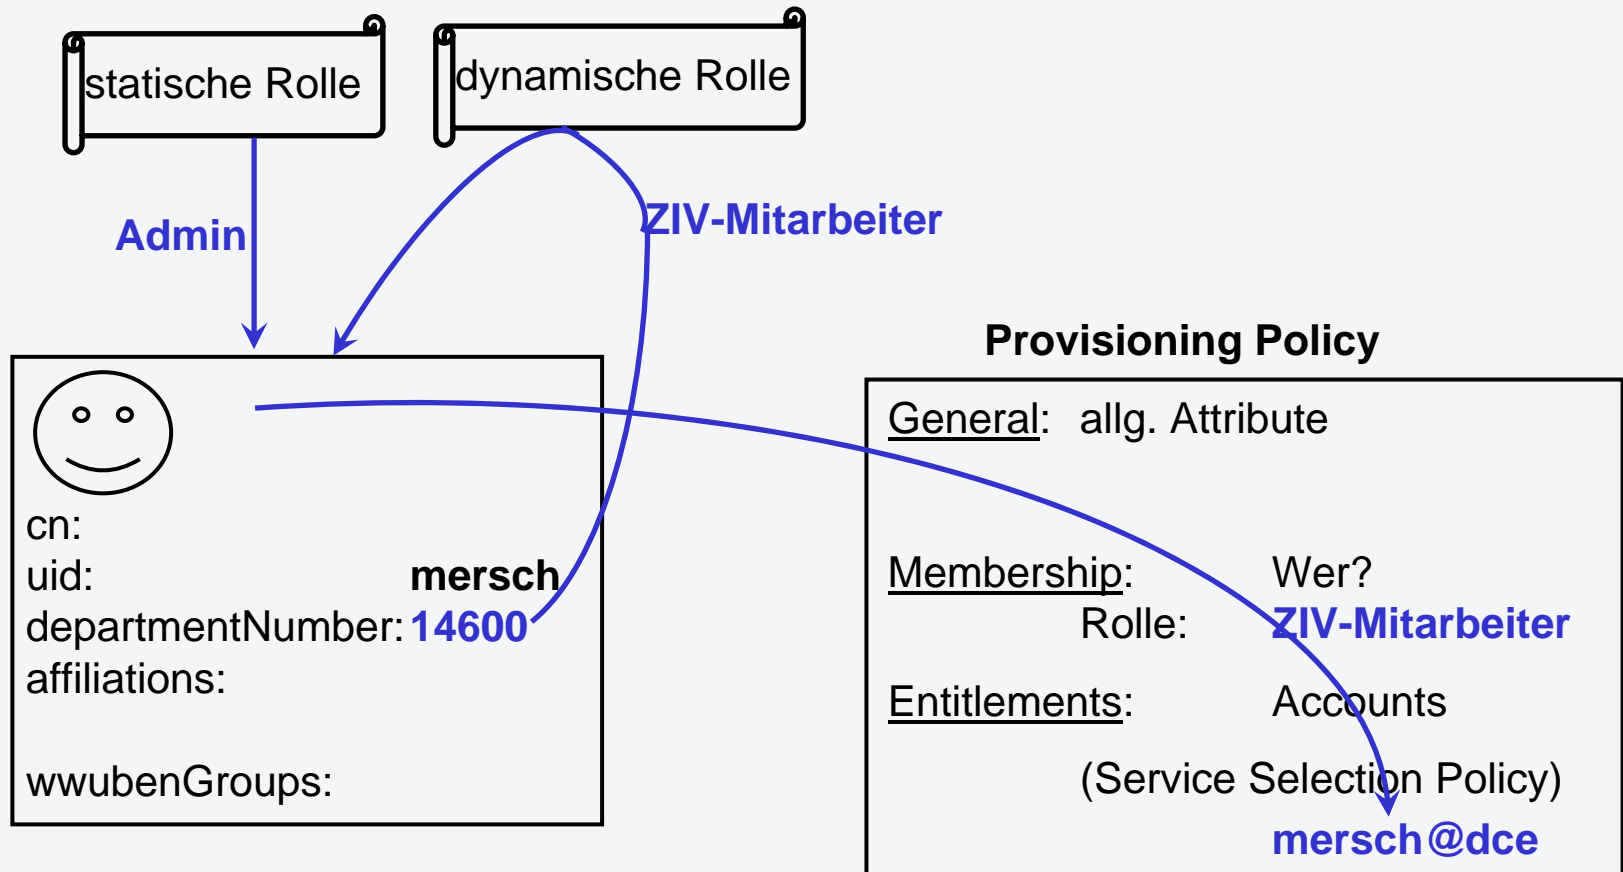 statische Rolle
dynamische Rolle
Admin
ZIV-Mitarbeiter
cn:
uid: mersch
departmentNumber: 14600
affiliations:
wwubenGroups:
Provisioning Policy
General: allg. Attribute
Membership: Wer?
Rolle: ZIV-Mitarbeiter
Entitlements: Accounts
(Service Selection Policy)
mersch@dce